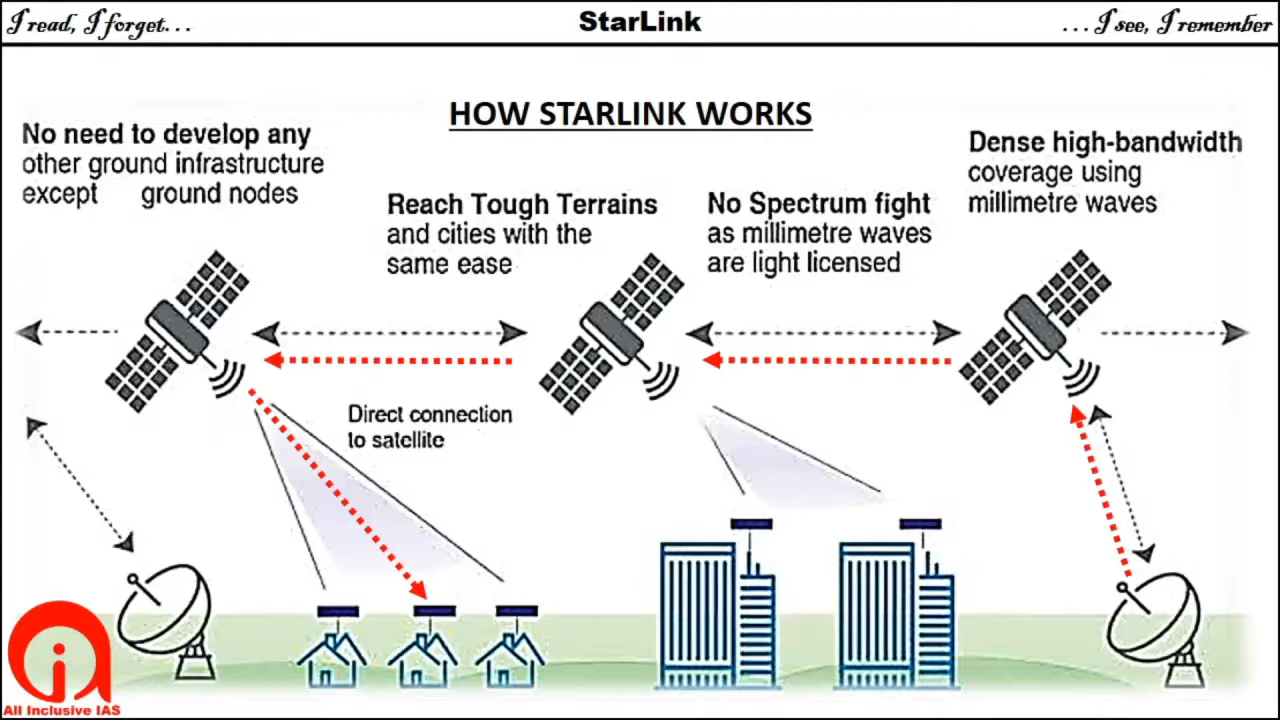 I read, I forget...
StarLink
...I see, I remember
HOW STARLINK WORKS
No need to develop any
other ground infrastructure
except ground nodes
Reach Tough Terrains
and cities with the
same ease
No Spectrum fight
as millimetre waves
are light licensed
Dense high-bandwidth
coverage using
millimetre waves
Direct connection
to satellite
All Inclusive IAS